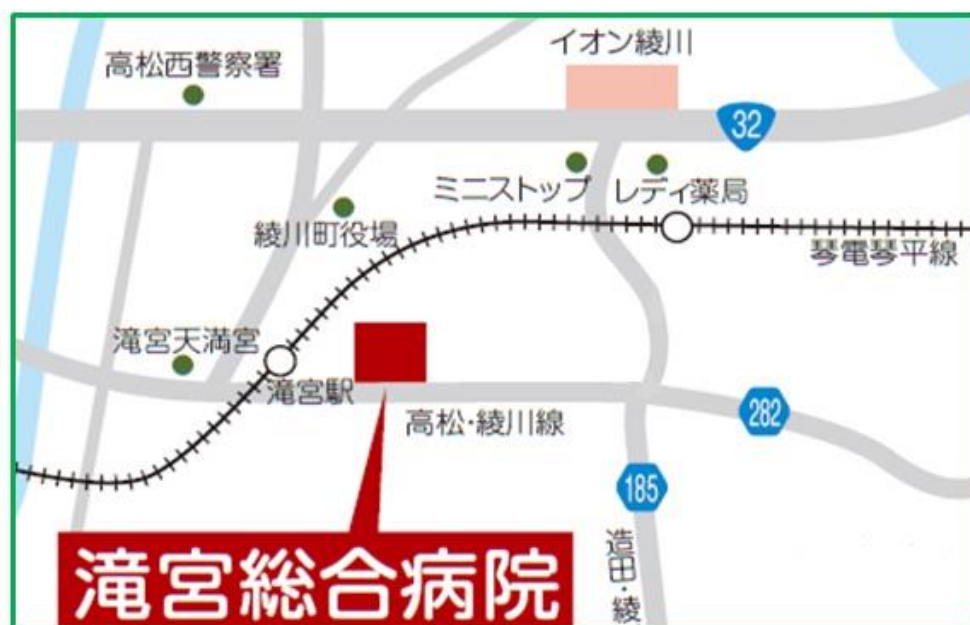 イオン綾川
高松西警察署
32
ミニストップ
レディ薬局
綾川町役場
琴電琴平線
滝宮天満宮
滝宮駅
高松・綾川線
282
185
造田・綾
滝宮総合病院